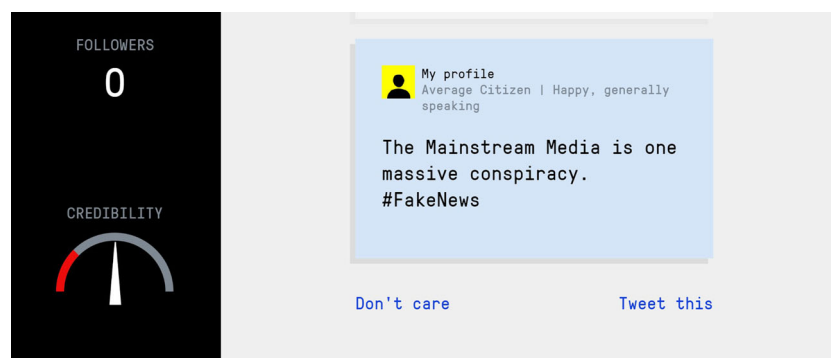 FOLLOWERS
0
CREDIBILITY
My profile
Average Citizen | Happy, generally
speaking
The Mainstream Media is one
massive conspiracy.
#FakeNews
Don't care
Tweet this